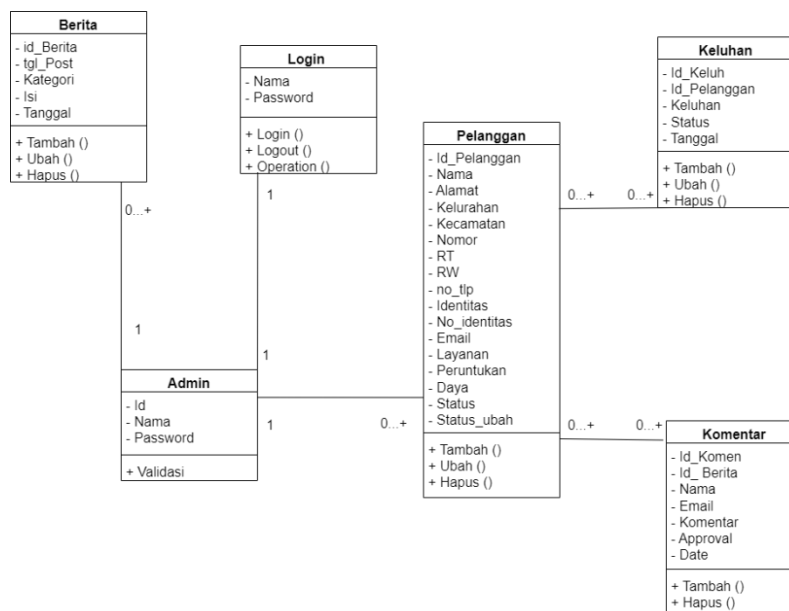 Berita
- id_Berita
- tgl_Post
- Kategori
- Isi
- Tanggal
+ Tambah ()
+ Ubah ()
+ Hapus ()
Login
- Nama
- Password
+ Login ()
+ Logout ()
+ Operation ()
Pelanggan
- Id_Pelanggan
- Nama
- Alamat
- Kelurahan
- Kecamatan
- Nomor
- RT
- RW
- no_tlp
- Identitas
- No_identitas
- Email
- Layanan
- Peruntukan
- Daya
- Status
- Status_ubah
+ Tambah ()
+ Ubah ()
+ Hapus ()
Keluhan
- Id_Keluh
- Id_Pelanggan
- Keluhan
- Status
- Tanggal
+ Tambah ()
+ Ubah ()
+ Hapus ()
0...+
1
0...+
0...+
1
1
Admin
- Id
- Nama
- Password
+ Validasi
1
0...+
0...+
0...+
Komentar
- Id_Komen
- Id_ Berita
- Nama
- Email
- Komentar
- Approval
- Date
+ Tambah ()
+ Hapus ()